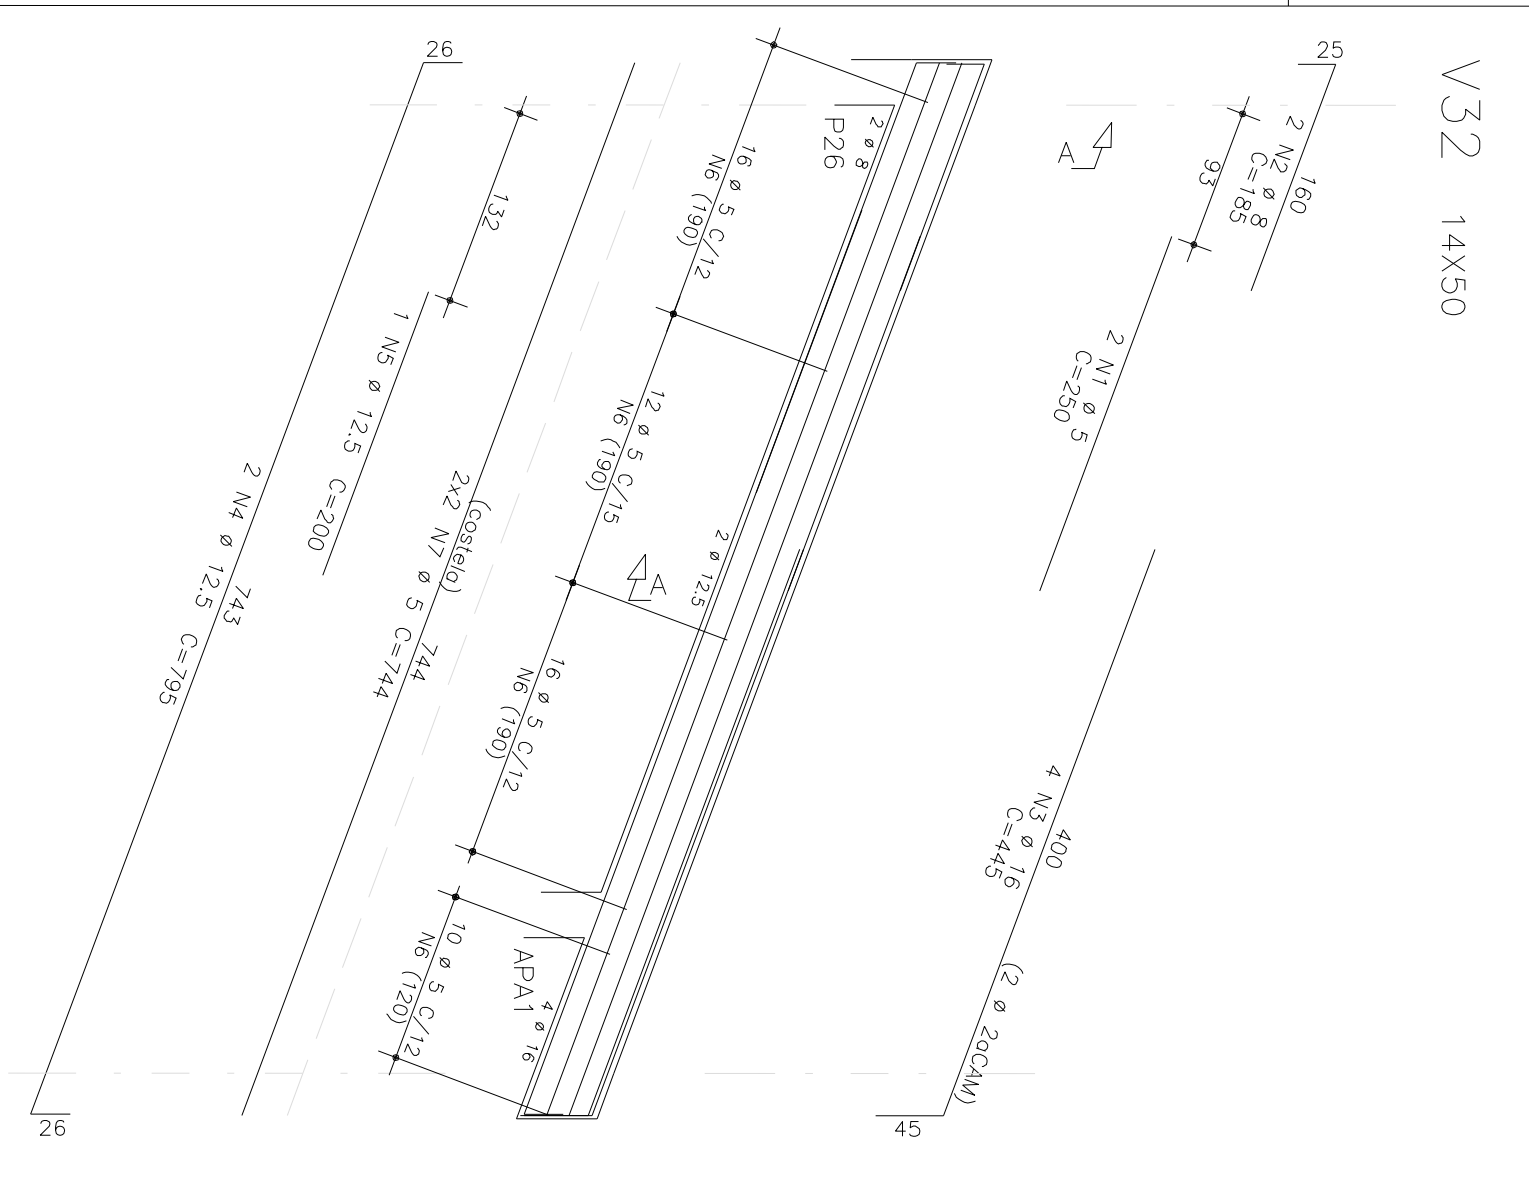 V32 14X50
25
160
2 N2 ø 8
C=185
93
2 N1 ø 5
C=250
400
4 N3 ø 16
C=445
(2 ø 2aCAM)
45
A
2 ø 8
P26
2 ø 12.5
A
4 ø 16
APA1
16 ø 5 C/12
N6 (190)
12 ø 5 C/15
N6 (190)
16 ø 5 C/12
N6 (190)
10 ø 5 C/12
N6 (120)
(costela)
2x2 N7 ø 5 C=744
744
132
1 N5 ø 12.5 C=200
26
743
2 N4 ø 12.5 C=795
26